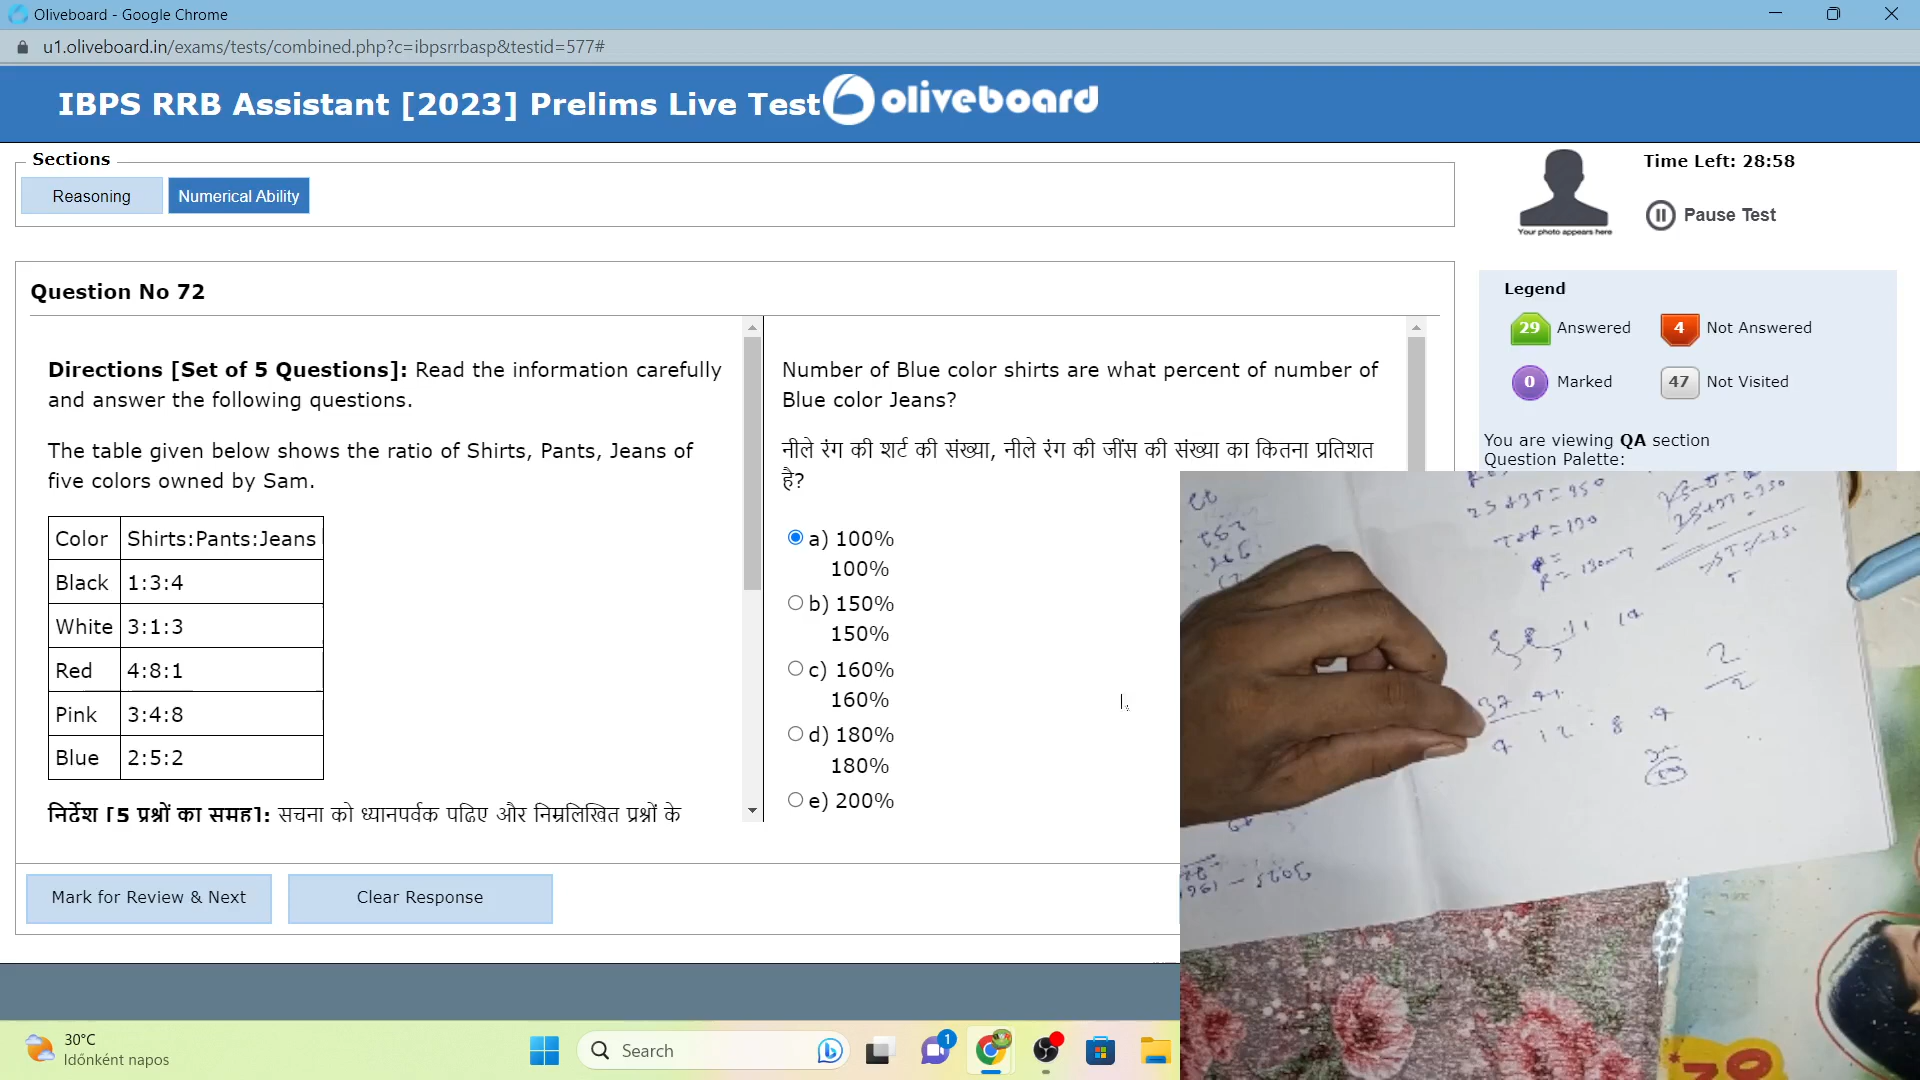 Oliveboard - Google Chrome
u1.oliveboard.in/exams/tests/combined.php?c=ibpsrrbasp&testid=577#
IBPS RRB Assistant [2023] Prelims Live Test oliveboard
Sections
Reasoning Numerical Ability
Time Left: 28:58
Pause Test
Your photo appears here
Question No 72
Legend
29 Answered 4 Not Answered
0 Marked 47 Not Visited
You are viewing QA section
Question Palette:
Directions [Set of 5 Questions]: Read the information carefully
and answer the following questions.
The table given below shows the ratio of Shirts, Pants, Jeans of
five colors owned by Sam.
Color Shirts:Pants:Jeans
Black 1:3:4
White 3:1:3
Red 4:8:1
Pink 3:4:8
Blue 2:5:2
निर्देश [5 प्रश्नों का समूह]: सूचना को ध्यानपूर्वक पढ़िए और निम्नलिखित प्रश्नों के
Number of Blue color shirts are what percent of number of
Blue color Jeans?
नीले रंग की शर्ट की संख्या, नीले रंग की जींस की संख्या का कितना प्रतिशत
है?
a) 100%
100%
b) 150%
150%
c) 160%
160%
d) 180%
180%
e) 200%
2
2
Mark for Review & Next Clear Response
30°C
Időnként napos
Search
1